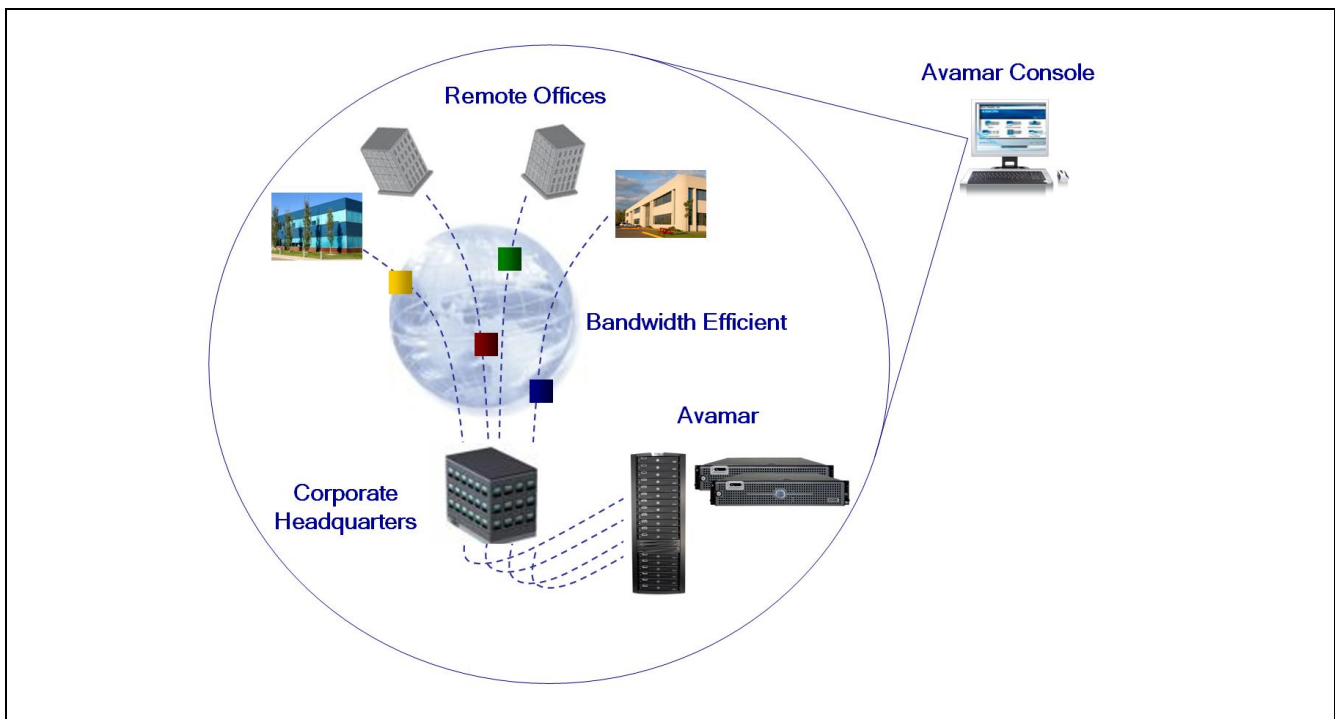 Avamar Console
Remote Offices
Bandwidth Efficient
Avamar
Corporate
Headquarters